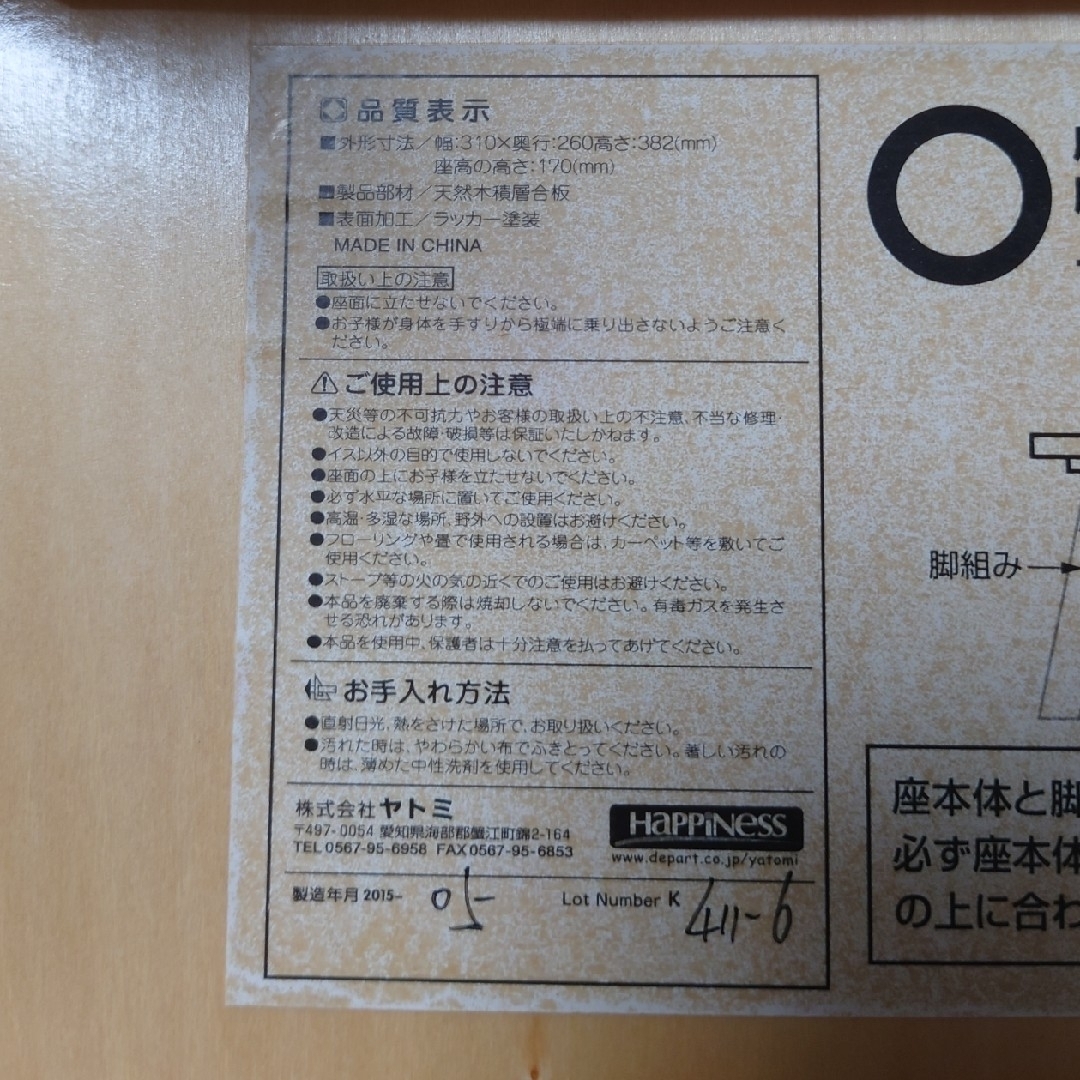 品質表示
■外形寸法／幅:310×奥行:260高さ:382(mm)
座高の高さ:170(mm)
■製品部材／天然木積層合板
■表面加工／ラッカー塗装
MADE IN CHINA
取扱い上の注意
●座面に立たせないでください。
●お子様が身体を手すりから極端に乗り出さないようご注意く
ださい。
⚠ご使用上の注意
●天災等の不可抗力やお客様の取扱い上の不注意、不当な修理・
改造による故障・破損等は保証いたしかねます。
●イス以外の目的で使用しないでください。
●座面の上にお子様を立たせないでください。
●必ず水平な場所に置いてご使用ください。
●高温・多湿な場所、野外への設置はお避けください。
●フローリングや畳で使用される場合は、カーペット等を敷いてご
使用ください。
●ストーブ等の火の気の近くでのご使用はお避けください。
●本品を廃棄する際は焼却しないでください。有毒ガスを発生さ
せる恐れがあります。
●本品を使用中、保護者は十分注意を払ってあげてください。
お手入れ方法
●直射日光、熱をさけた場所で、お取り扱いください。
●汚れた時は、やわらかい布でふきとってください。著しい汚れの
時は、薄めた中性洗剤を使用してください。
株式会社ヤトミ
〒497-0054 愛知県海部郡蟹江町錦2-164
TEL 0567-95-6958 FAX 0567-95-6853
HaPPiNESS
www.depart.co.jp/yatomi
製造年月 2015- 05
Lot Number K 411-6
脚組み
座本体と脚
必ず座本体
の上に合わ